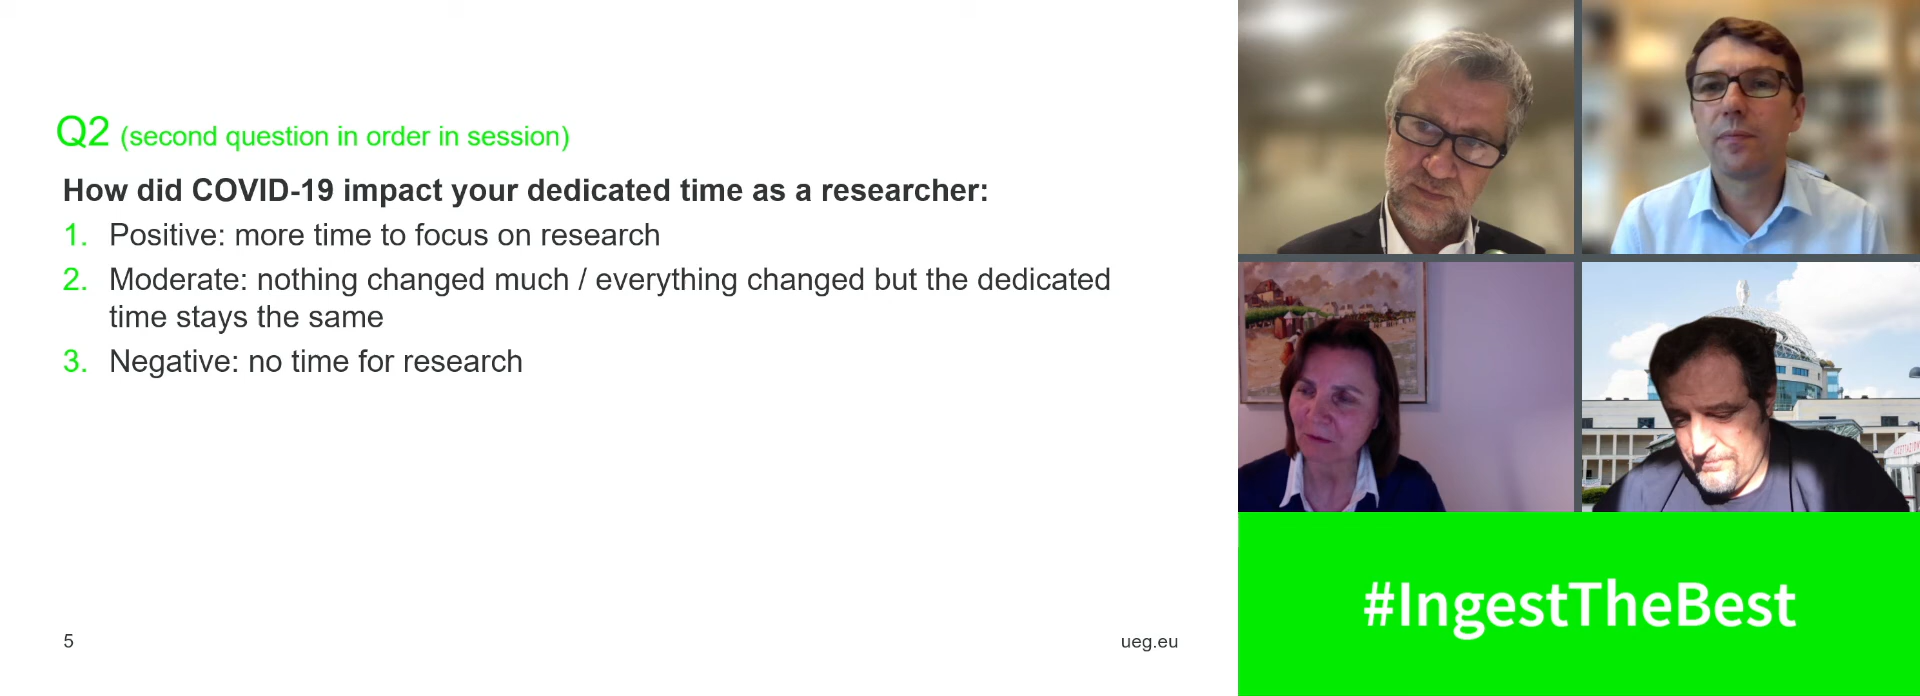 Q2 (second question in order in session)
How did COVID-19 impact your dedicated time as a researcher:
1. Positive: more time to focus on research
2. Moderate: nothing changed much / everything changed but the dedicated
time stays the same
3. Negative: no time for research
5
ueg.eu
#IngestTheBest